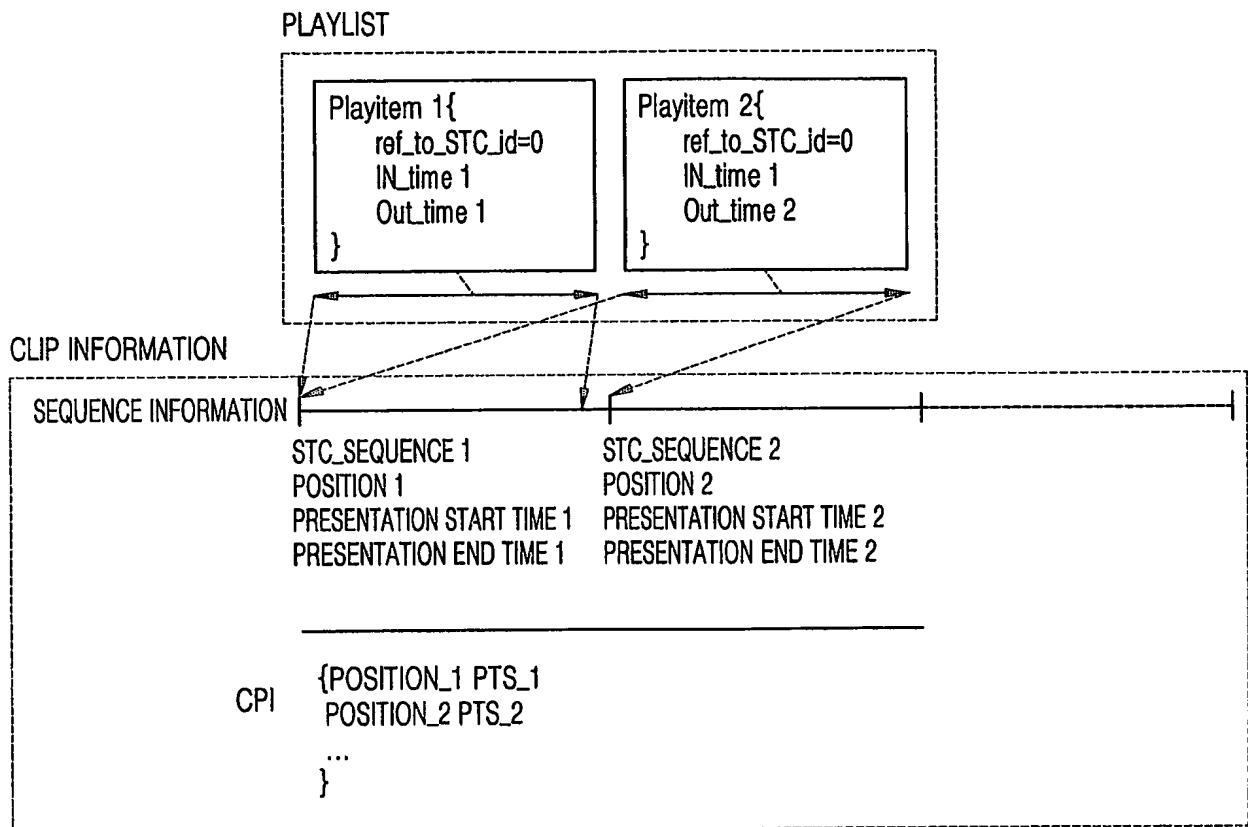 PLAYLIST
Playitem 1{
ref_to_STC_id=0
IN_time 1
Out_time 1
}
Playitem 2{
ref_to_STC_id=0
IN_time 1
Out_time 2
}
CLIP INFORMATION
SEQUENCE INFORMATION
STC_SEQUENCE 1
POSITION 1
PRESENTATION START TIME 1
PRESENTATION END TIME 1
STC_SEQUENCE 2
POSITION 2
PRESENTATION START TIME 2
PRESENTATION END TIME 2
CPI
{POSITION_1 PTS_1
POSITION_2 PTS_2
...
}